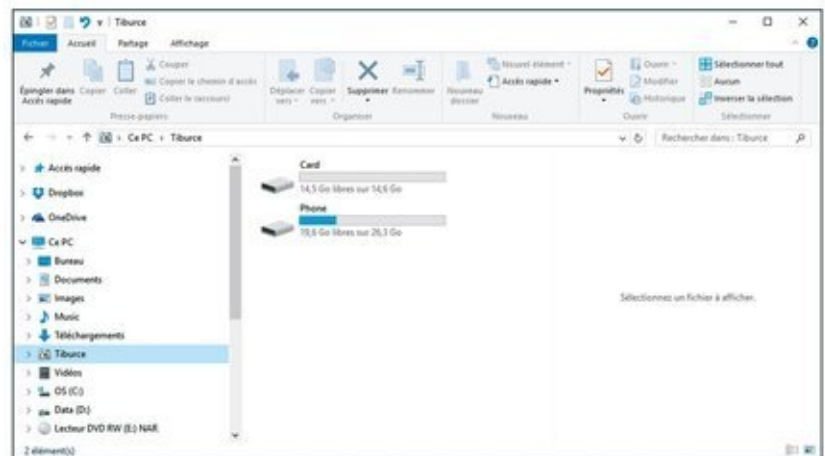 Tiburce
Fichier Accueil Partage Affichage
Épingler dans Accès rapide
Copier
Coller
Couper
Copier le chemin d'accès
Coller le raccourci
Presse-papiers
Déplacer vers
Copier vers
Supprimer
Renommer
Organiser
Nouveau dossier
Nouvel élément
Accès rapide
Nouveau
Propriétés
Ouvrir
Modifier
Historique
Ouvrir
Sélectionner tout
Aucun
Inverser la sélection
Sélectionner
Ce PC › Tiburce
Rechercher dans : Tiburce
Accès rapide
Dropbox
OneDrive
Ce PC
Bureau
Documents
Images
Music
Téléchargements
Tiburce
Vidéos
OS (C:)
Data (D:)
Lecteur DVD RW (E:) NAR
Card
14,5 Go libres sur 14,6 Go
Phone
19,6 Go libres sur 26,3 Go
Sélectionnez un fichier à afficher.
2 élément(s)